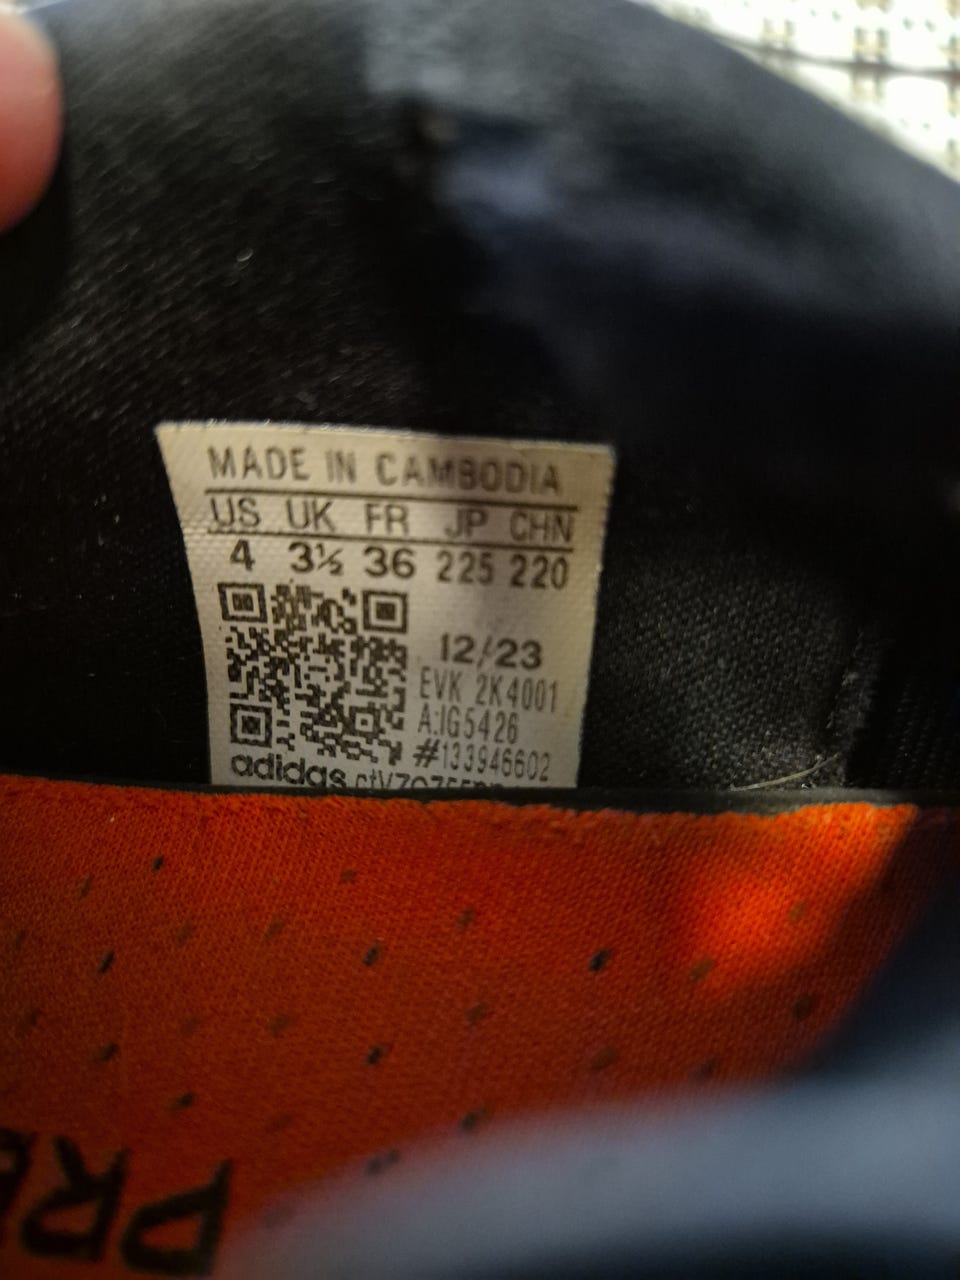 MADE IN CAMBODIA
US UK FR JP CHN
4 3½ 36 225 220
12/23
EVK 2K4001
A:IG5426
#133946602
adidas
PRE